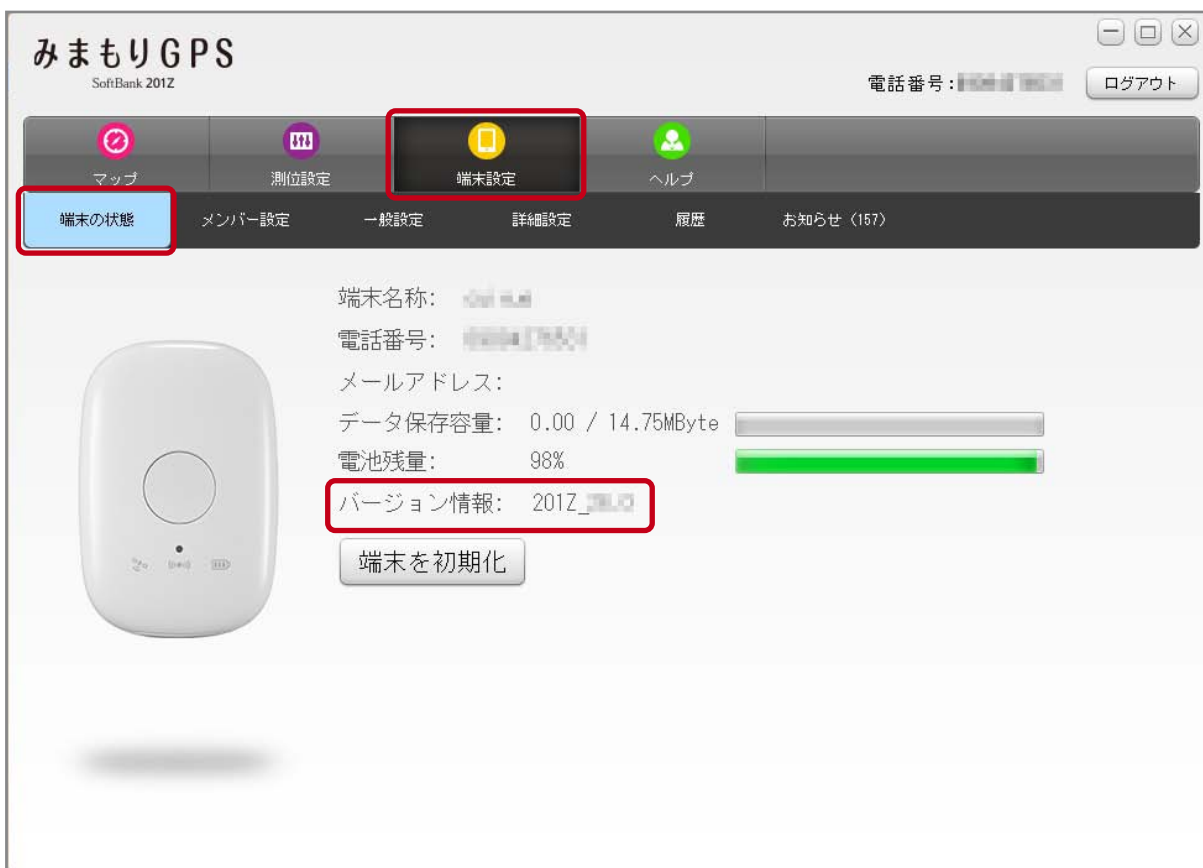 みまもりGPS
SoftBank 201Z
電話番号:
ログアウト
マップ
測位設定
端末設定
ヘルプ
端末の状態
メンバー設定
一般設定
詳細設定
履歴
お知らせ（157）
端末名称:
電話番号:
メールアドレス:
データ保存容量: 0.00 / 14.75MByte
電池残量: 98%
バージョン情報: 201Z_
端末を初期化